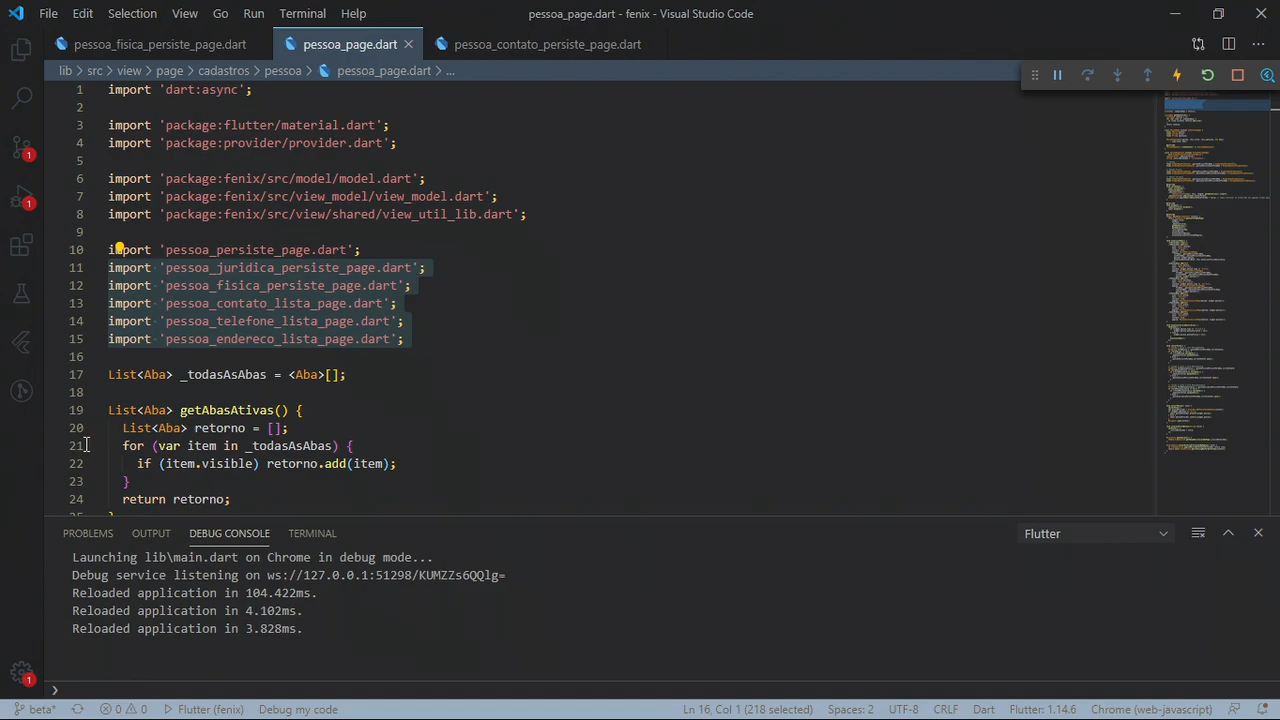 File Edit Selection View Go Run Terminal Help pessoa_page.dart - fenix - Visual Studio Code
pessoa_fisica_persiste_page.dart pessoa_page.dart pessoa_contato_persiste_page.dart
lib > src > view > page > cadastros > pessoa > pessoa_page.dart > ...
1 import 'dart:async';
2
3 import 'package:flutter/material.dart';
4 import 'package:provider/provider.dart';
5
6 import 'package:fenix/src/model/model.dart';
7 import 'package:fenix/src/view_model/view_model.dart';
8 import 'package:fenix/src/view/shared/view_util_lib.dart';
9
10 import 'pessoa_persiste_page.dart';
11 import 'pessoa_juridica_persiste_page.dart';
12 import 'pessoa_fisica_persiste_page.dart';
13 import 'pessoa_contato_lista_page.dart';
14 import 'pessoa_telefone_lista_page.dart';
15 import 'pessoa_endereco_lista_page.dart';
16
17 List<Aba> _todasAsAbas = <Aba>[];
18
19 List<Aba> getAbasAtivas() {
20 List<Aba> retorno = [];
21 for (var item in _todasAsAbas) {
22 if (item.visible) retorno.add(item);
23 }
24 return retorno;
25 }
1
1
1
PROBLEMS OUTPUT DEBUG CONSOLE TERMINAL Flutter
Launching lib\main.dart on Chrome in debug mode...
Debug service listening on ws://127.0.0.1:51298/KUMZZs6QQlg=
Reloaded application in 104.422ms.
Reloaded application in 4.102ms.
Reloaded application in 3.828ms.
beta* 0 0 Flutter (fenix) Debug my code Ln 16, Col 1 (218 selected) Spaces: 2 UTF-8 CRLF Dart Flutter: 1.14.6 Chrome (web-javascript)